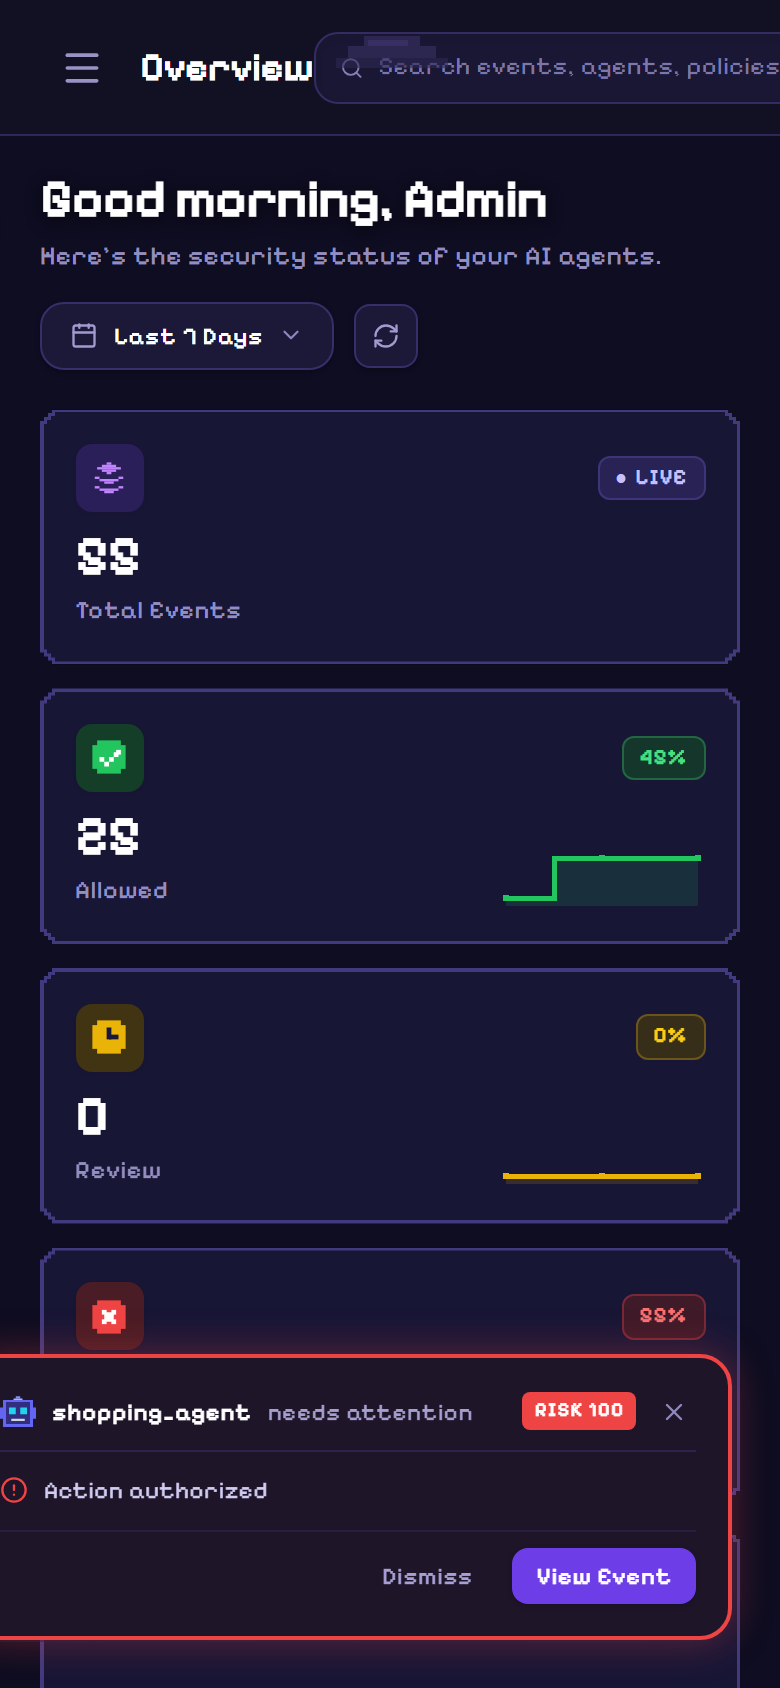 Overview
Search events, agents, policies
Good morning, Admin
Here's the security status of your AI agents.
Last 7 Days
• LIVE
55
Total Events
45%
25
Allowed
0%
0
Review
55%
shopping_agent needs attention
RISK 100
Action authorized
Dismiss
View Event